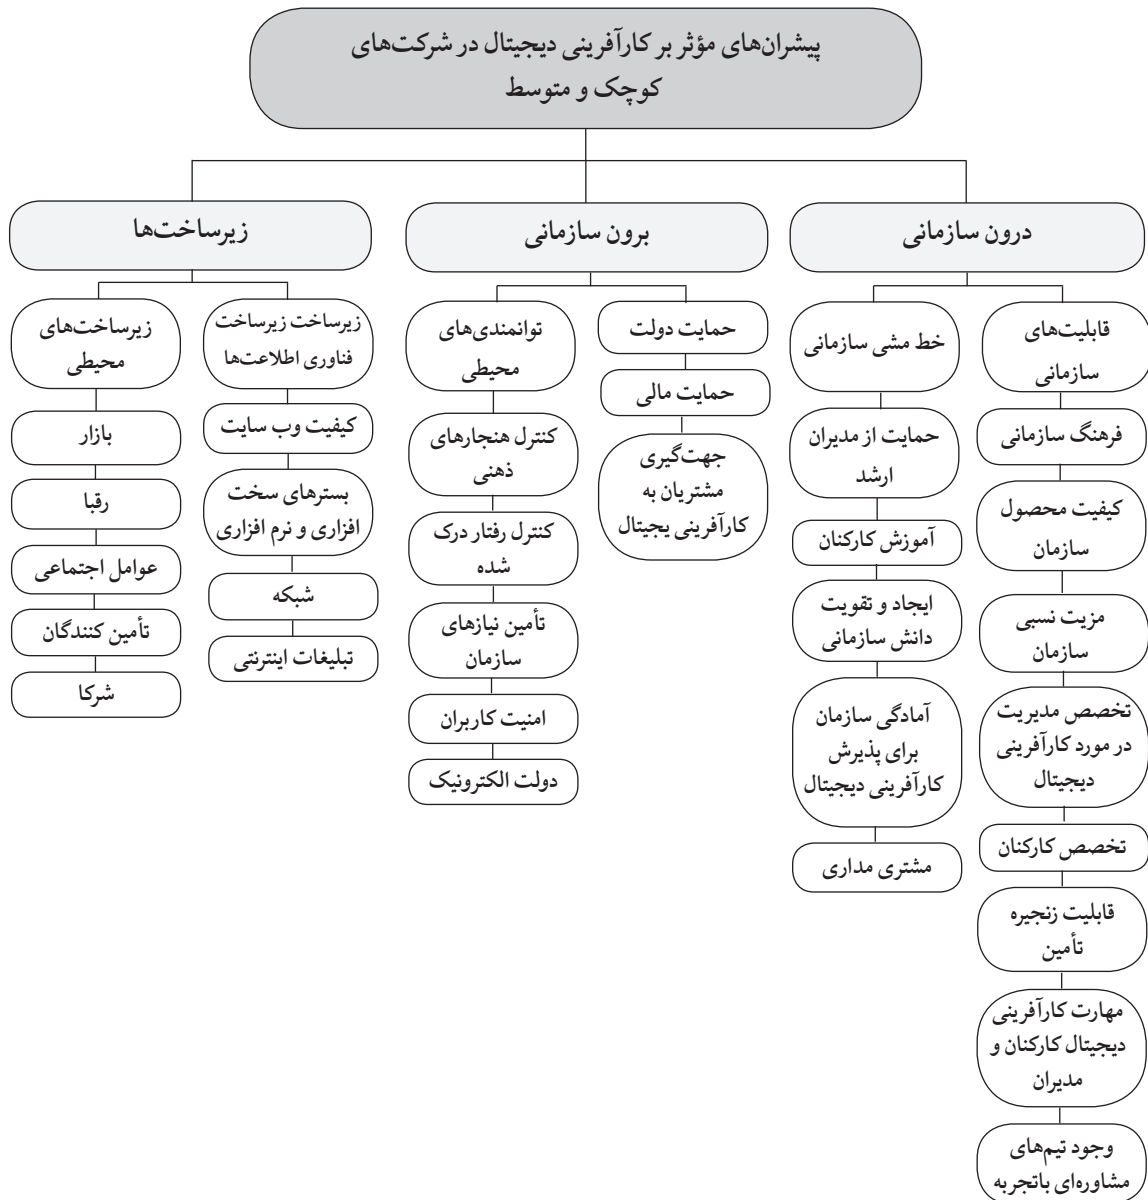 پیشران‌های مؤثر بر کارآفرینی دیجیتال در شرکت‌های
کوچک و متوسط
درون سازمانی
قابلیت‌های
سازمانی
فرهنگ سازمانی
کیفیت محصول
سازمان
مزیت نسبی
سازمان
تخصص مدیریت
در مورد کارآفرینی
دیجیتال
تخصص کارکنان
قابلیت زنجیره
تأمین
مهارت کارآفرینی
دیجیتال کارکنان و
مدیران
وجود تیم‌های
مشاوره‌ای باتجربه
خط مشی سازمانی
حمایت از مدیران
ارشد
آموزش کارکنان
ایجاد و تقویت
دانش سازمانی
آمادگی سازمان
برای پذیرش
کارآفرینی دیجیتال
مشتری مداری
برون سازمانی
حمایت دولت
حمایت مالی
جهت‌گیری
مشتریان به
کارآفرینی یجیتال
توانمندی‌های
محیطی
کنترل هنجارهای
ذهنی
کنترل رفتار درک
شده
تأمین نیازهای
سازمان
امنیت کاربران
دولت الکترونیک
زیرساخت‌ها
زیرساخت زیرساخت
فناوری اطلاعت‌ها
کیفیت وب سایت
بسترهای سخت
افزاری و نرم افزاری
شبکه
تبلیغات اینترنتی
زیرساخت‌های
محیطی
بازار
رقبا
عوامل اجتماعی
تأمین کنندگان
شرکا